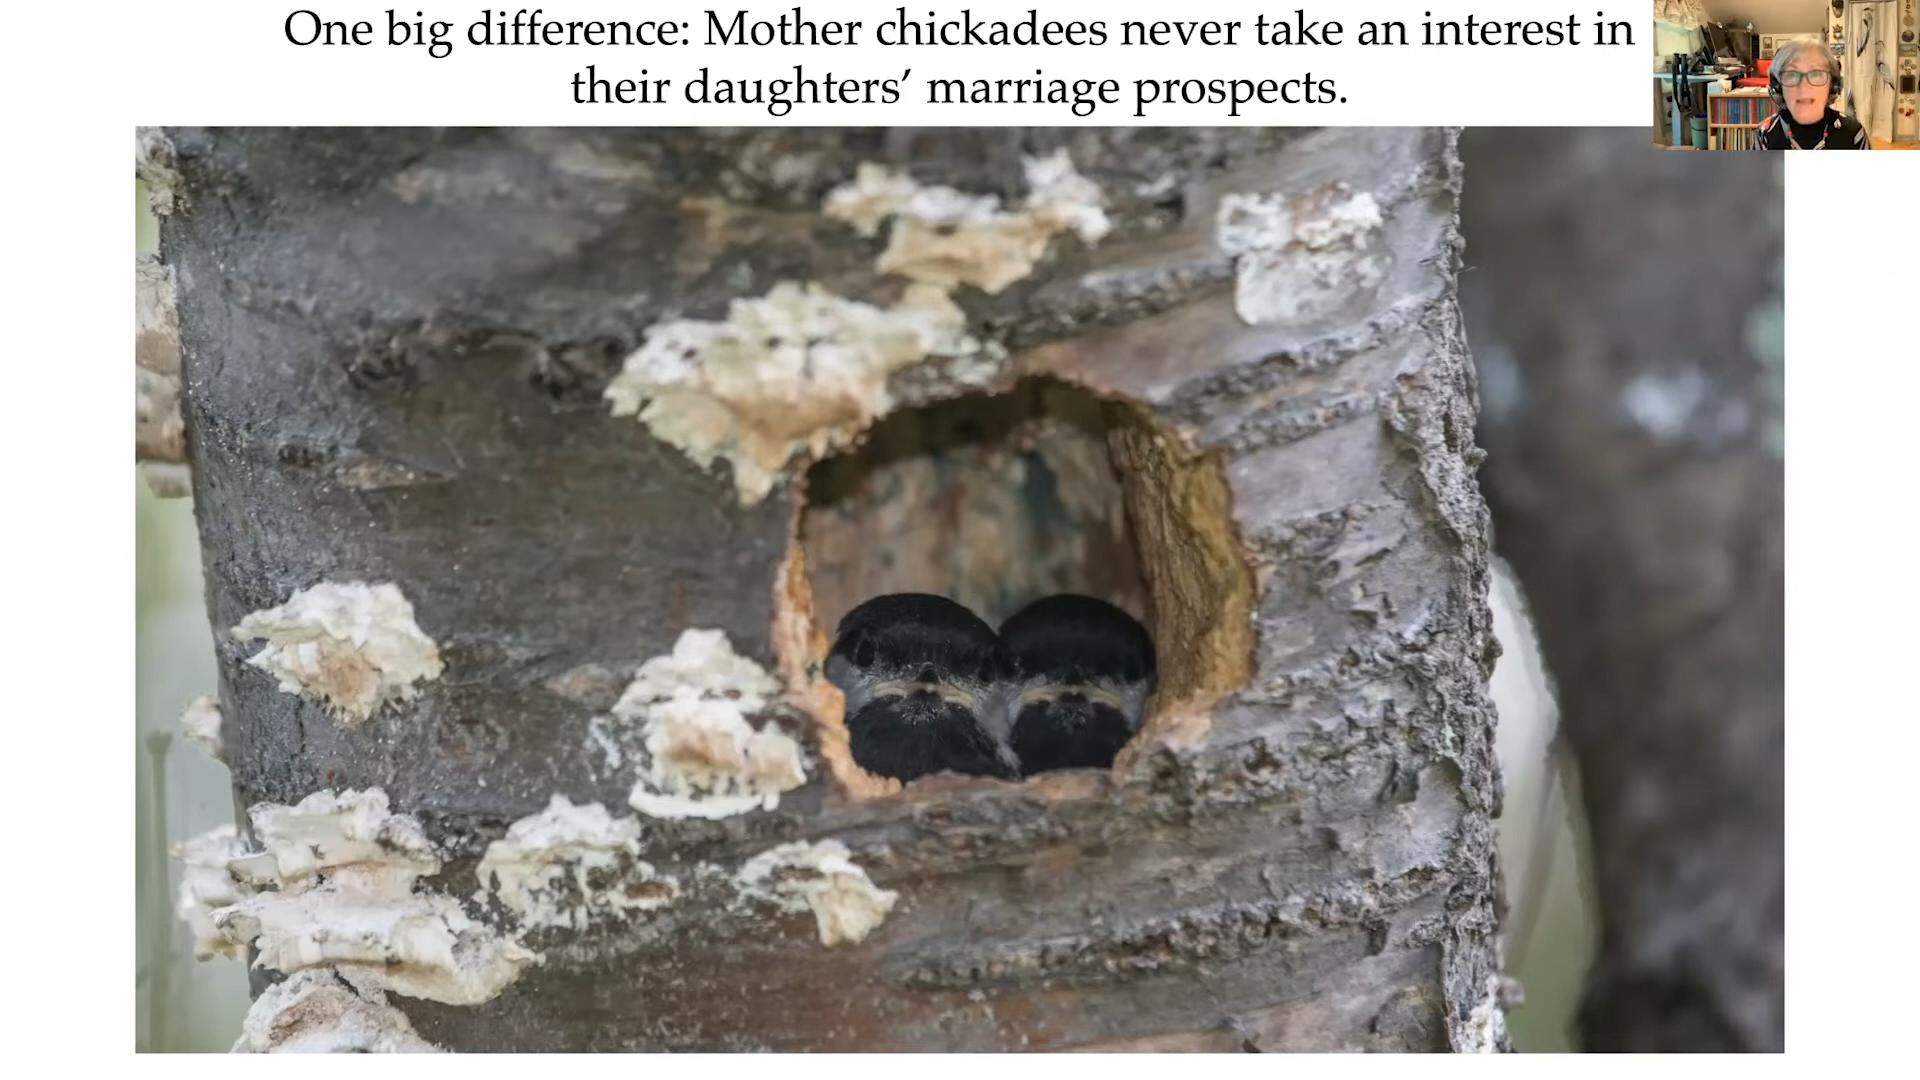 One big difference: Mother chickadees never take an interest in
their daughters’ marriage prospects.